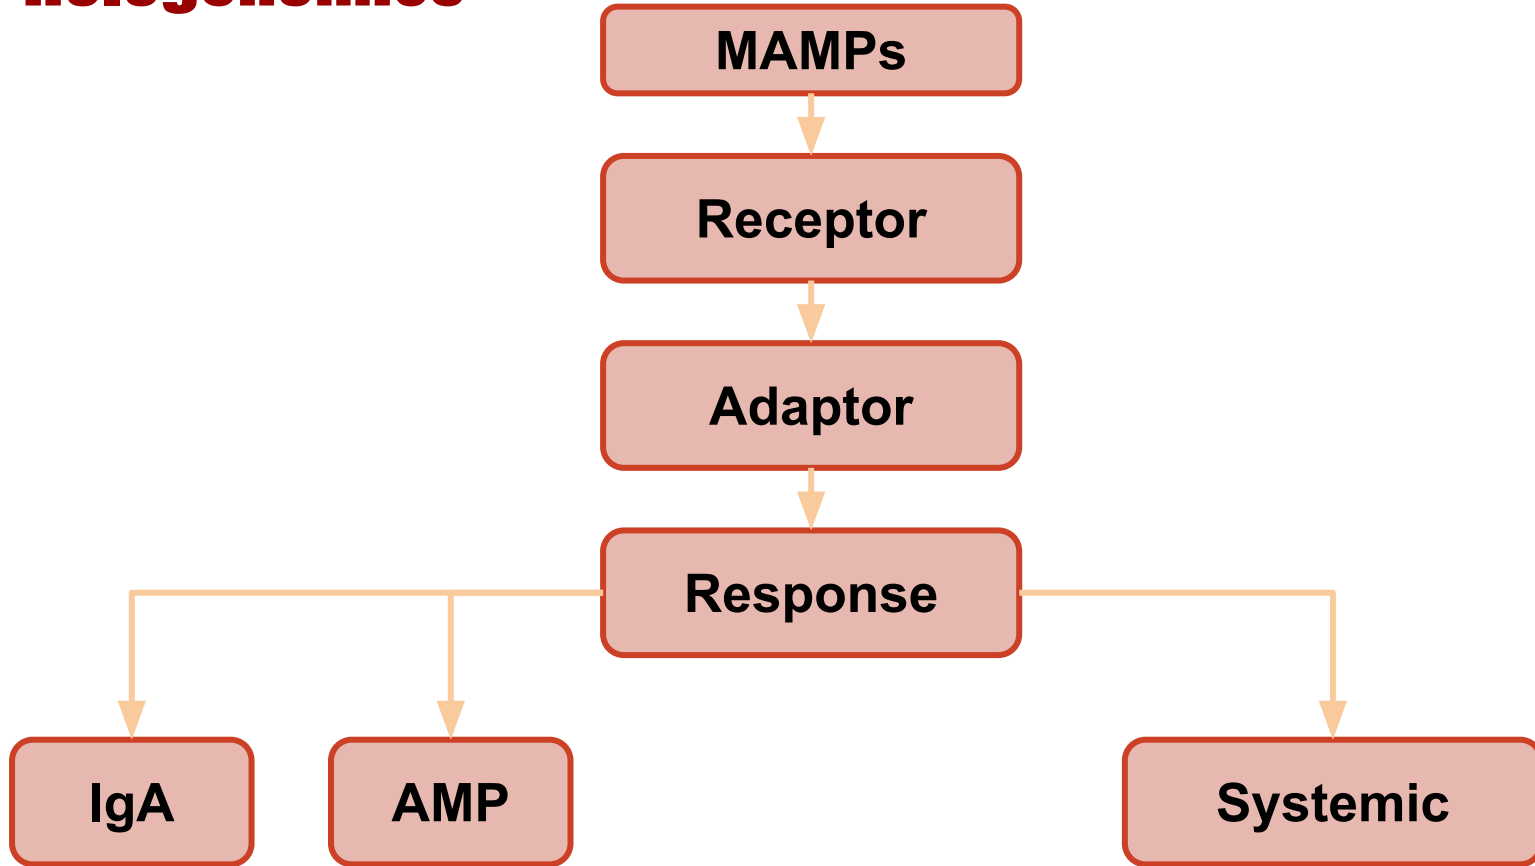 MAMPs
Receptor
Adaptor
Response
IgA
AMP
Systemic